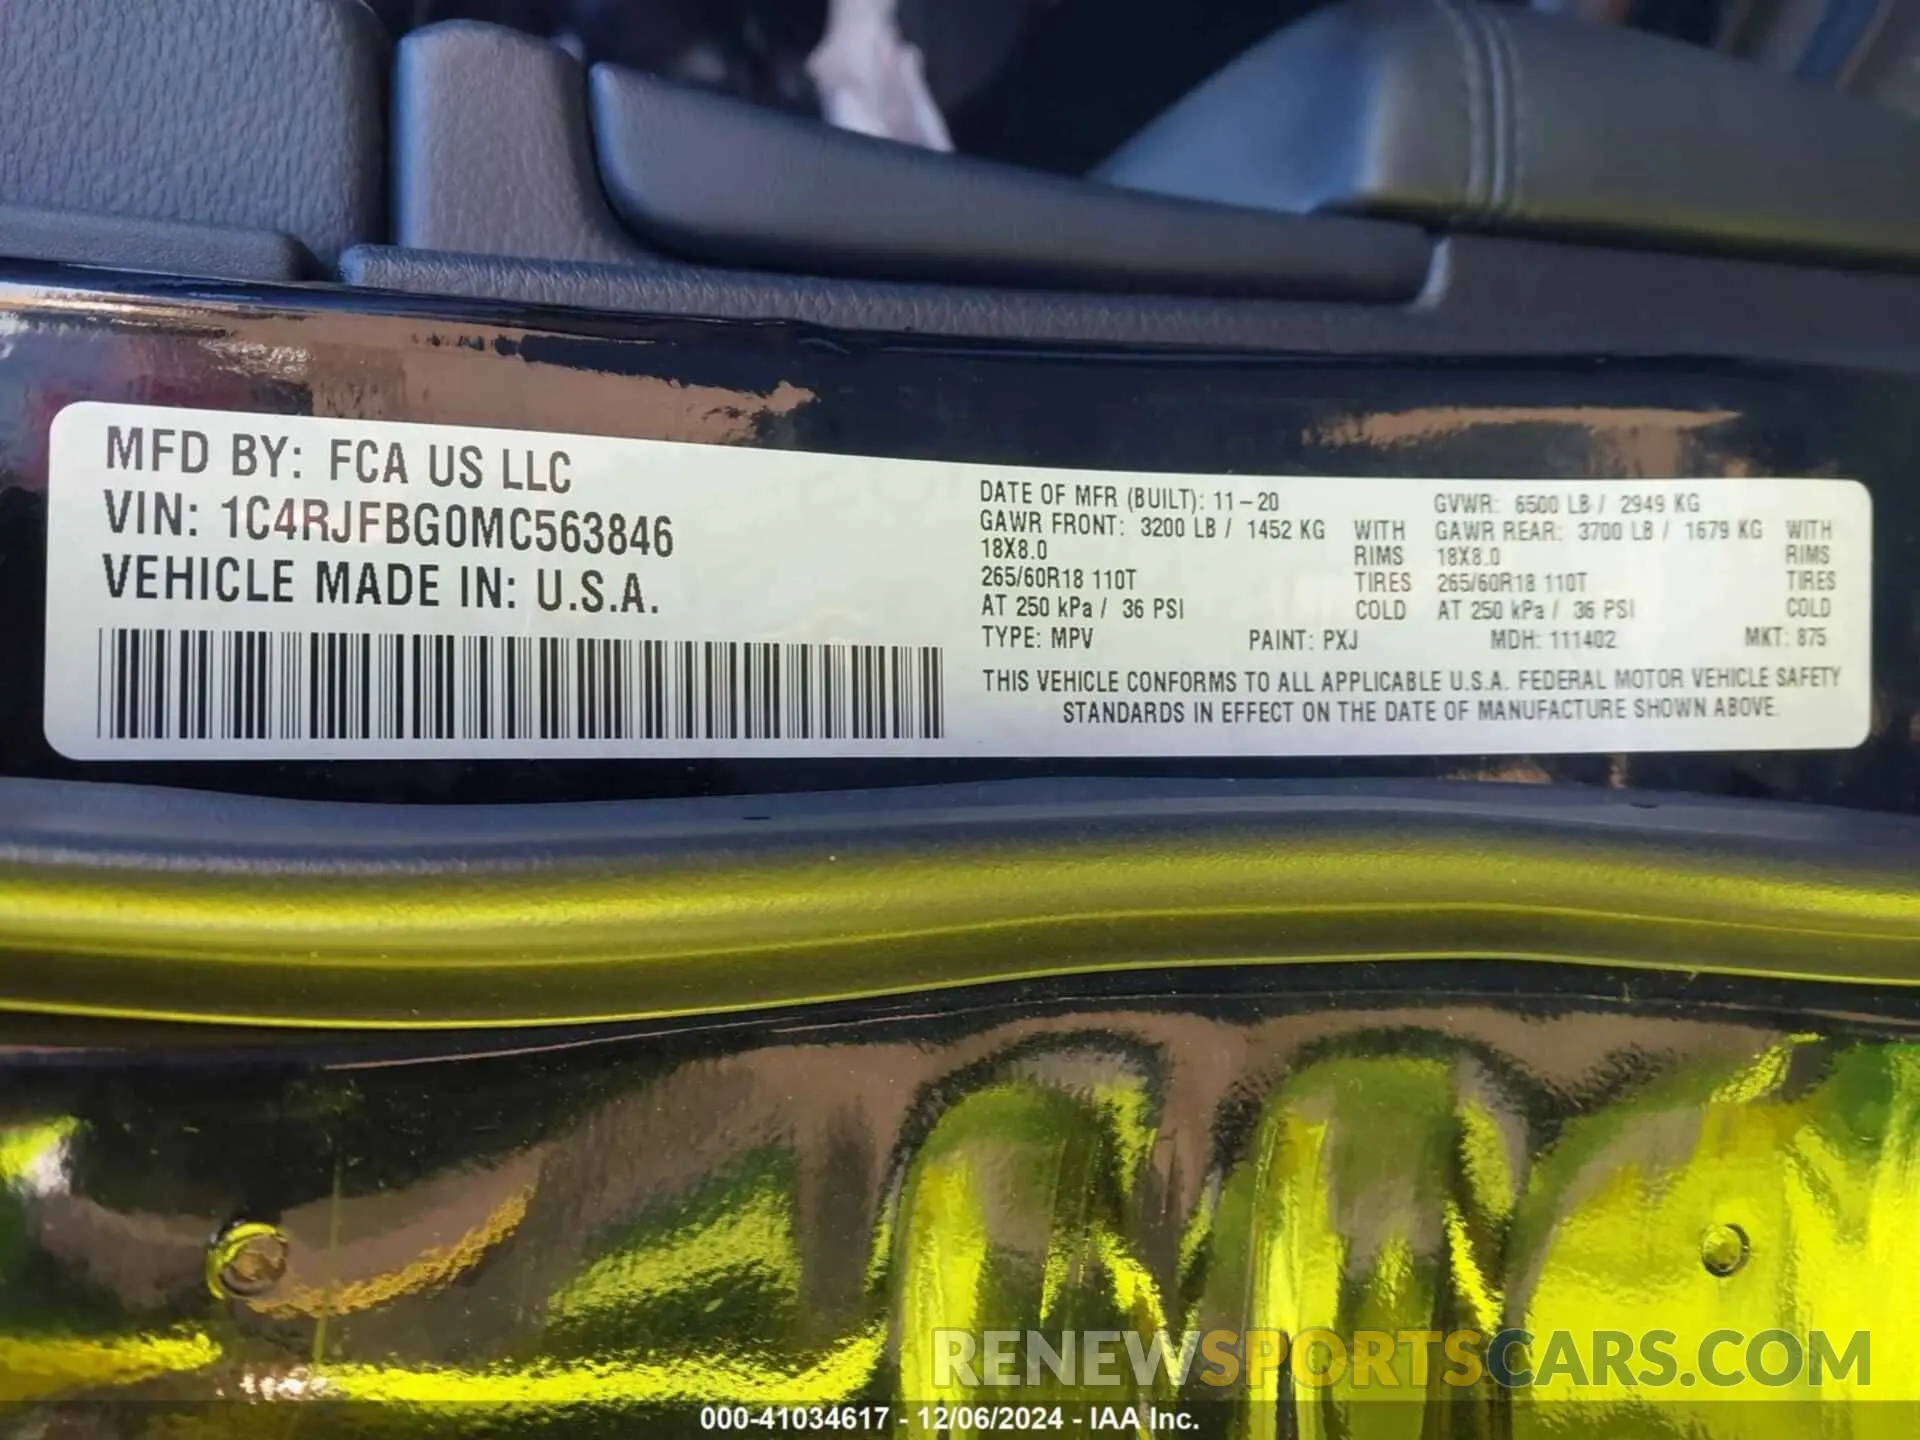 MFD BY: FCA US LLC
VIN: 1C4RJFBG0MC563846
VEHICLE MADE IN: U.S.A.
DATE OF MFR (BUILT): 11-20 GVWR: 6500 LB / 2949 KG
GAWR FRONT: 3200 LB / 1452 KG WITH GAWR REAR: 3700 LB / 1679 KG WITH
18X8.0 RIMS 18X8.0 RIMS
265/60R18 110T TIRES 265/60R18 110T TIRES
AT 250 kPa / 36 PSI COLD AT 250 kPa / 36 PSI COLD
TYPE: MPV PAINT: PXJ MDH: 111402 MKT: 875
THIS VEHICLE CONFORMS TO ALL APPLICABLE U.S.A. FEDERAL MOTOR VEHICLE SAFETY
STANDARDS IN EFFECT ON THE DATE OF MANUFACTURE SHOWN ABOVE.
RENEWSPORTSCARS.COM
000-41034617 - 12/06/2024 - IAA Inc.